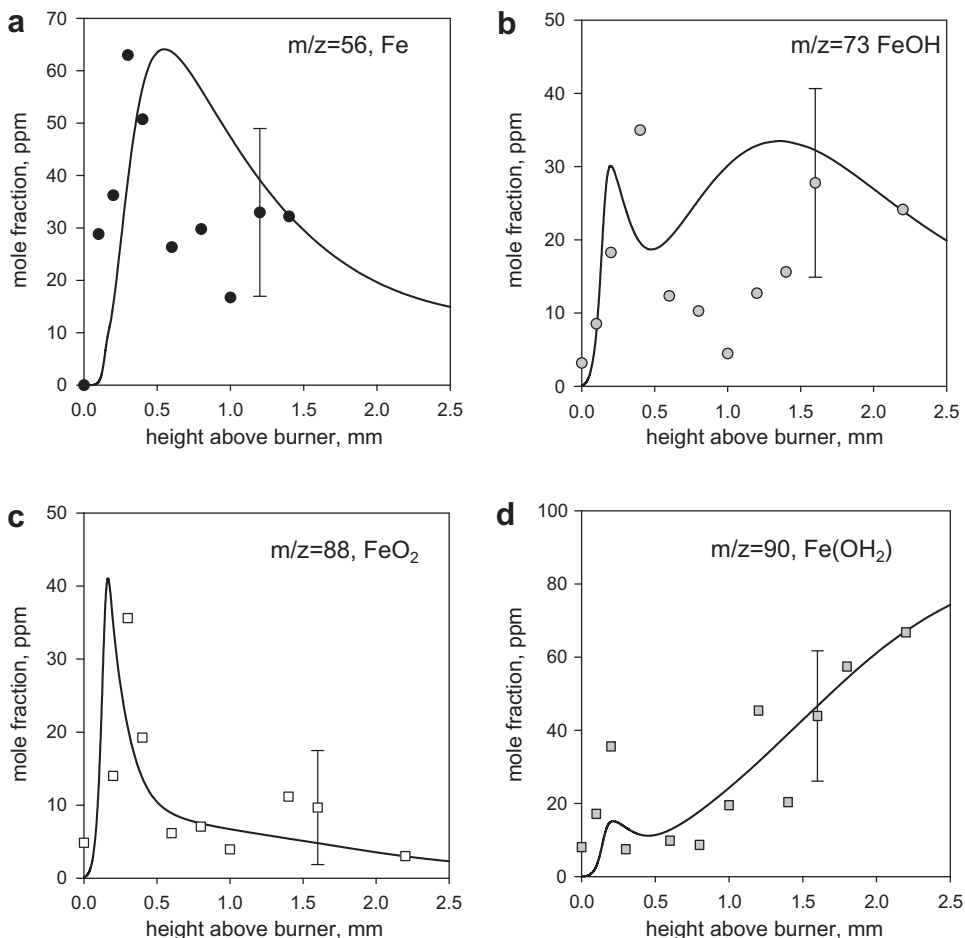 a
m/z=56, Fe
mole fraction, ppm
70
60
50
40
30
20
10
0
0.0 0.5 1.0 1.5 2.0 2.5
height above burner, mm
b
m/z=73 FeOH
mole fraction, ppm
50
40
30
20
10
0
0.0 0.5 1.0 1.5 2.0 2.5
height above burner, mm
c
m/z=88, FeO₂
mole fraction, ppm
50
40
30
20
10
0
0.0 0.5 1.0 1.5 2.0 2.5
height above burner, mm
d
m/z=90, Fe(OH₂)
mole fraction, ppm
100
80
60
40
20
0
0.0 0.5 1.0 1.5 2.0 2.5
height above burner, mm